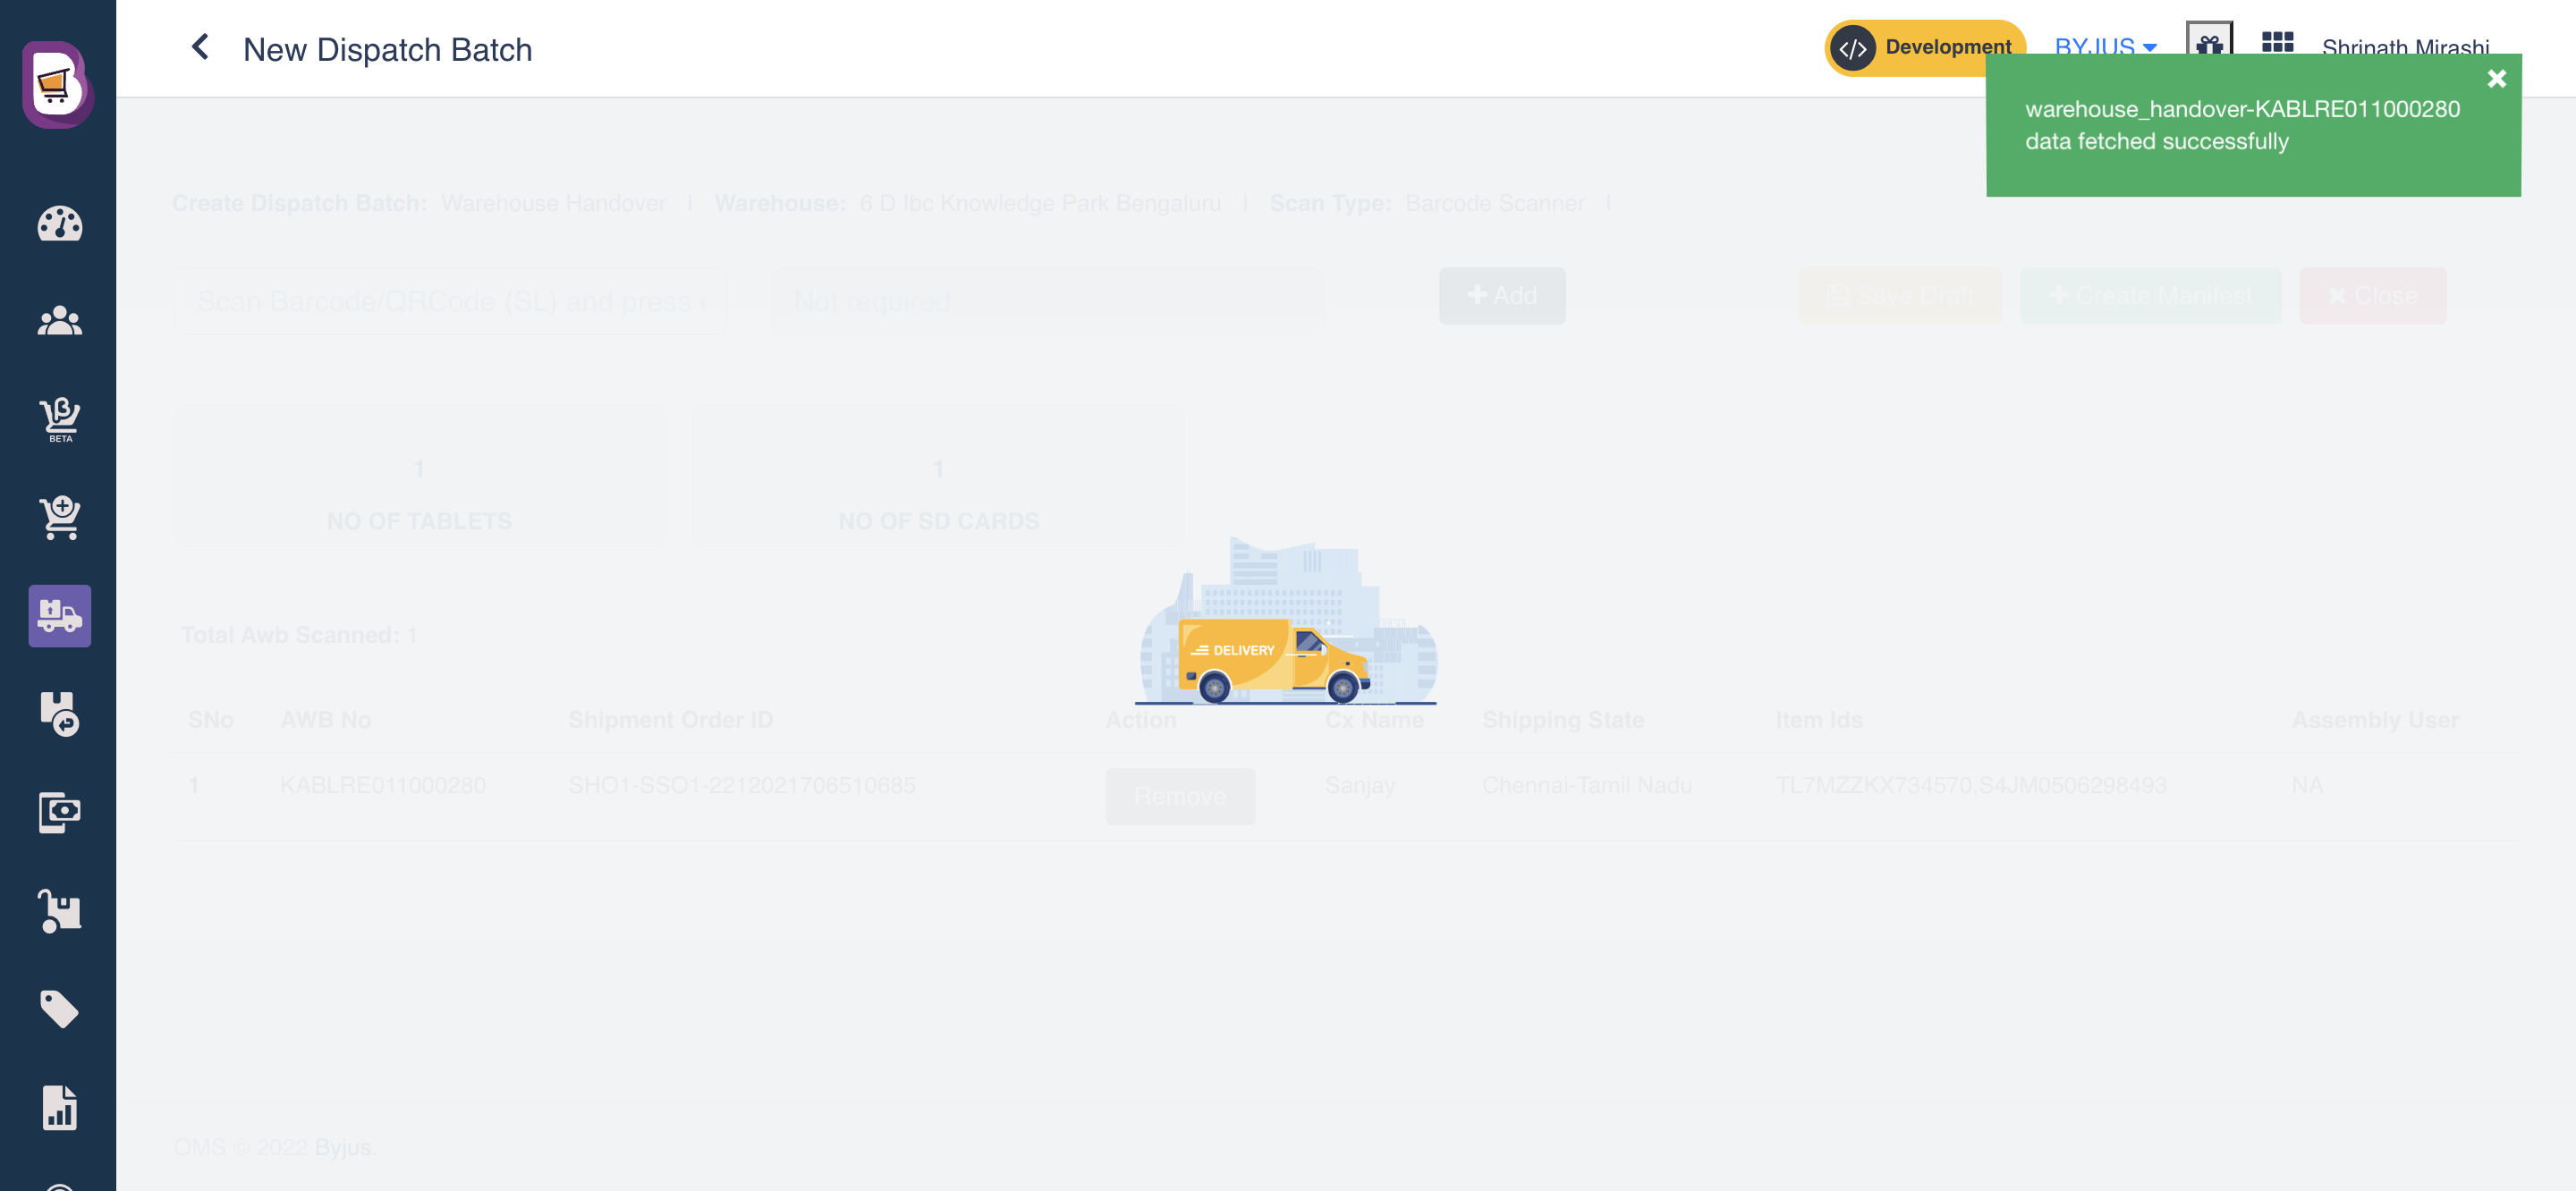 New Dispatch Batch
</> Development
BYJUS
Shrinath Mirashi
warehouse_handover-KABLRE011000280
data fetched successfully
Create Dispatch Batch: Warehouse Handover | Warehouse: 6 D Ibc Knowledge Park Bengaluru | Scan Type: Barcode Scanner |
Scan Barcode/QRCode (SL) and press
Not required
Add
Save Draft
Create Manifest
Close
1
NO OF TABLETS
1
NO OF SD CARDS
BETA
DELIVERY
Total Awb Scanned: 1
SNo AWB No Shipment Order ID Action Cx Name Shipping State Item Ids Assembly User
1 KABLRE011000280 SHO1-SSO1-2212021706510685 Remove Sanjay Chennai-Tamil Nadu TL7MZZKX734570,S4JM0506298493 NA
OMS © 2022 Byjus.